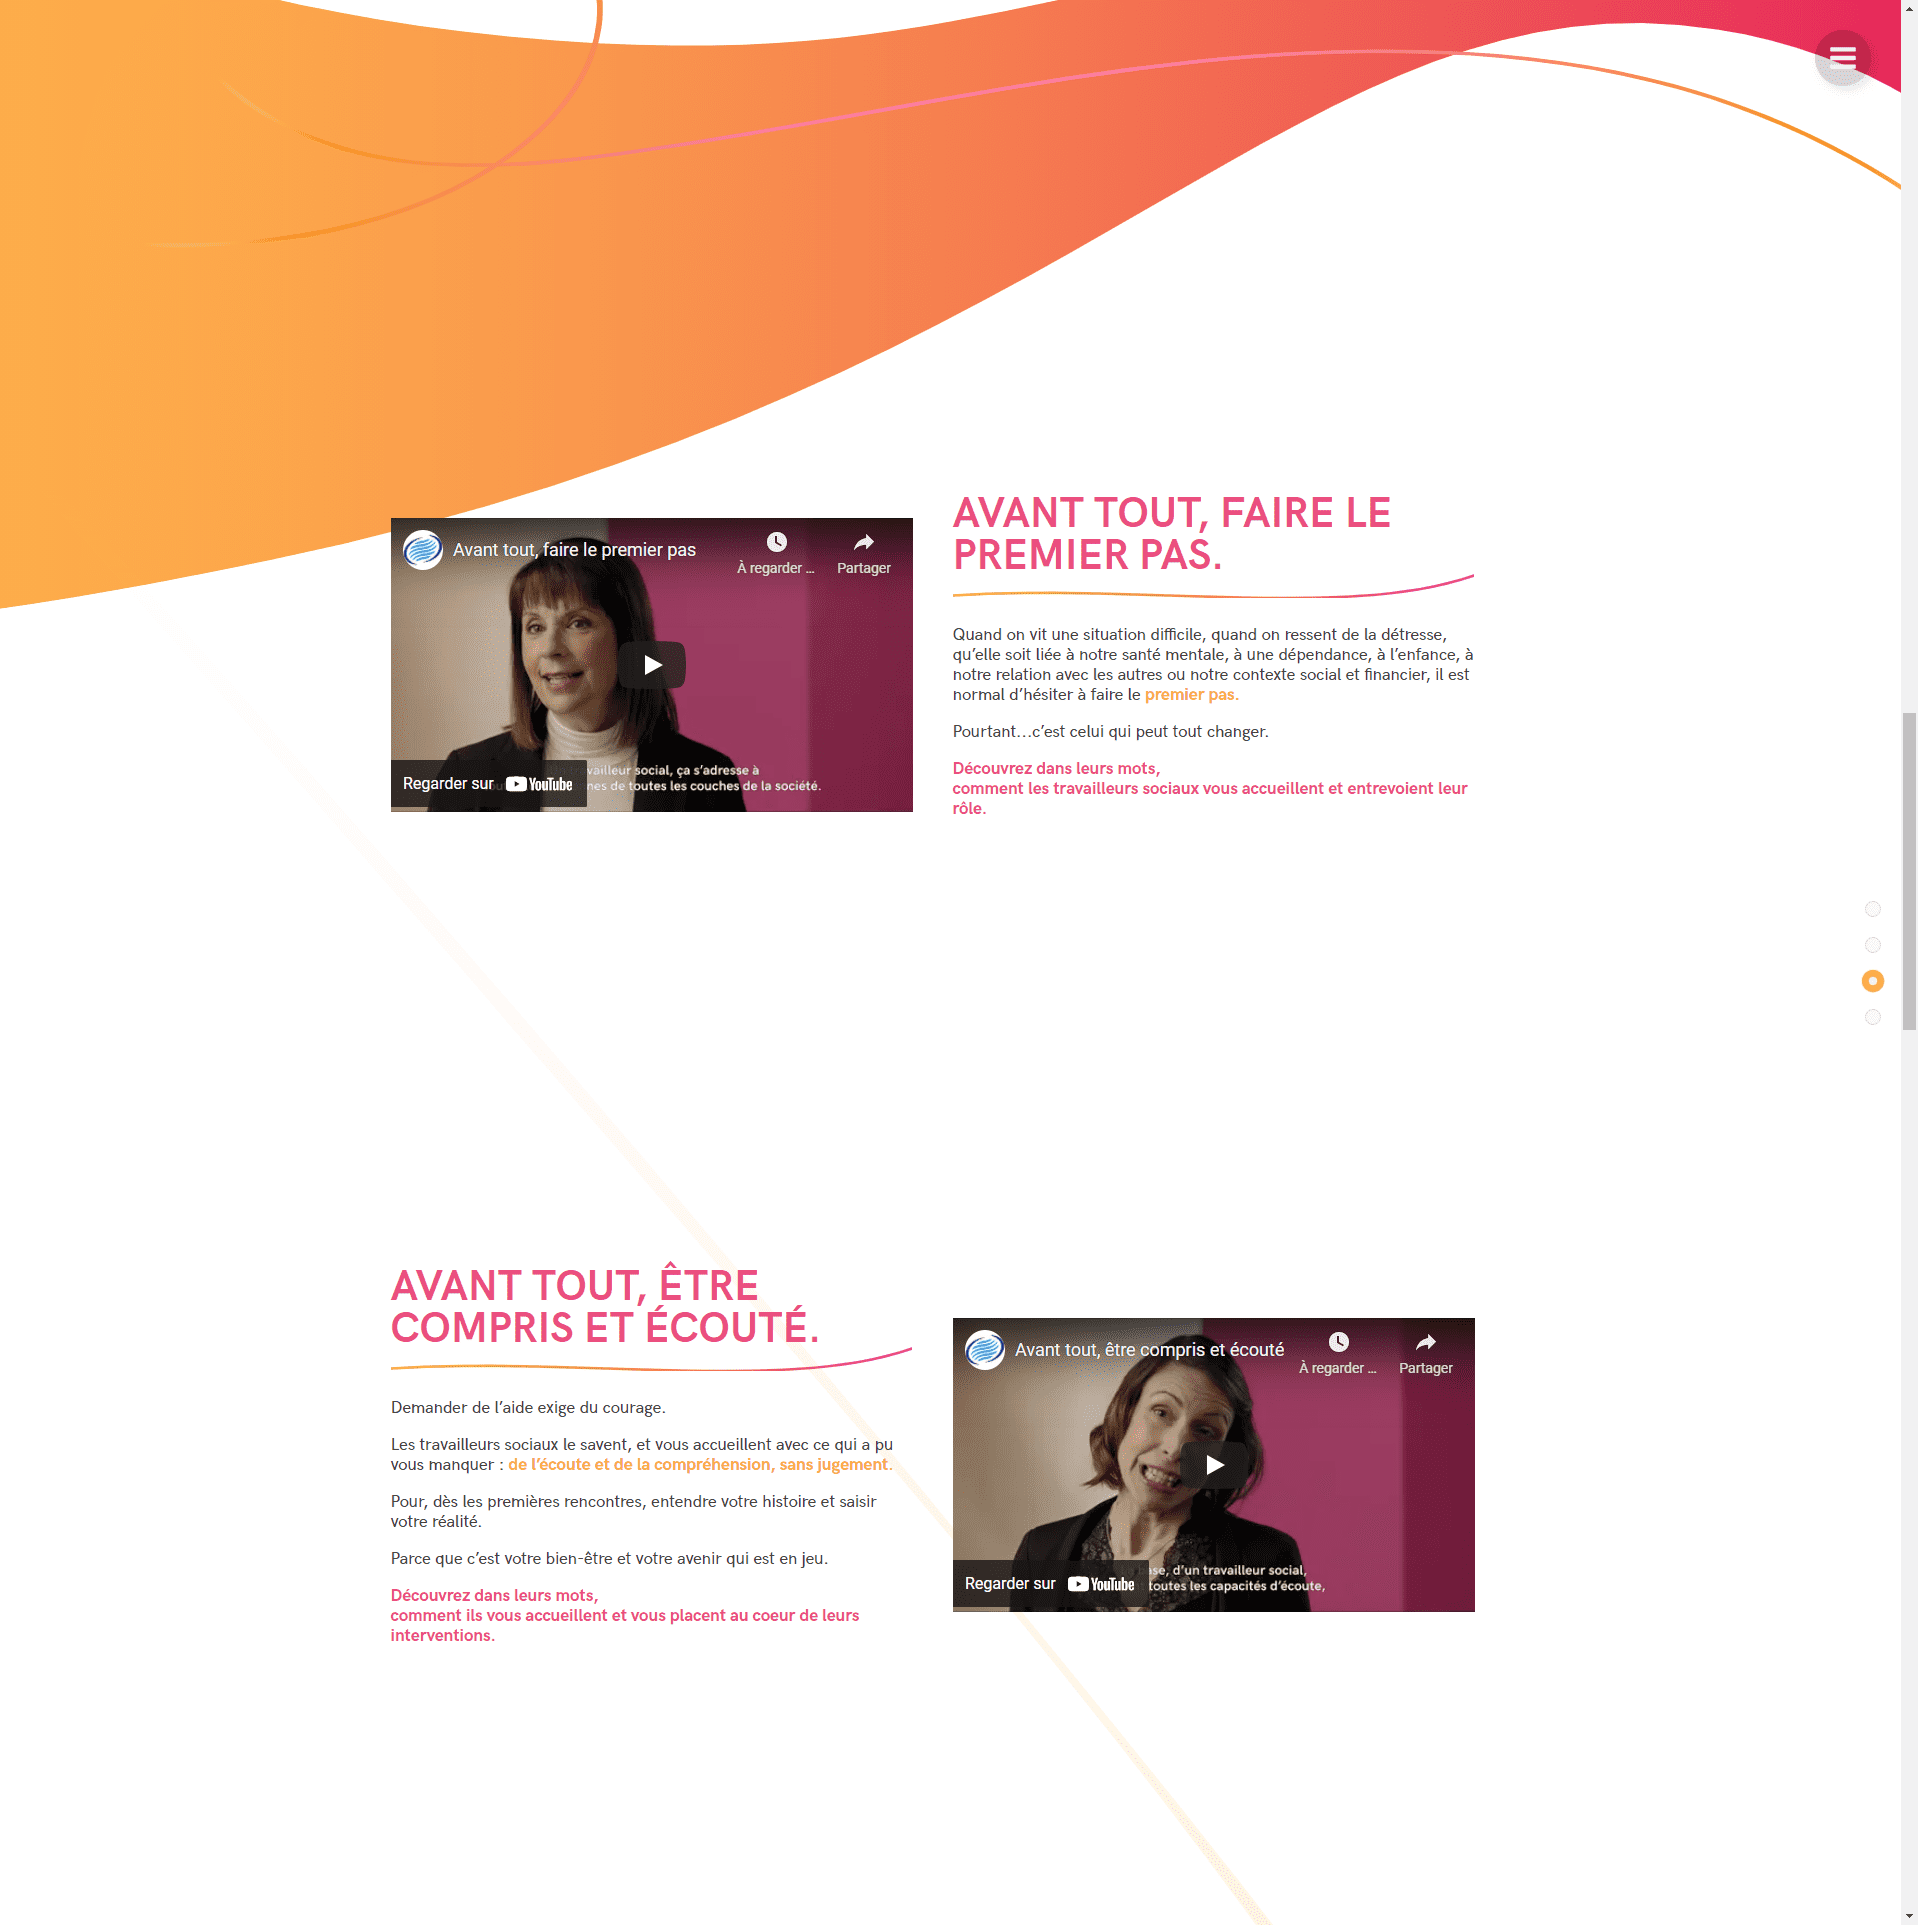 Avant tout, faire le premier pas
À regarder ...
Partager
vailleur social, ça s'adresse à
nes de toutes les couches de la société.
Regarder sur YouTube
AVANT TOUT, FAIRE LE
PREMIER PAS.
Quand on vit une situation difficile, quand on ressent de la détresse,
qu'elle soit liée à notre santé mentale, à une dépendance, à l'enfance, à
notre relation avec les autres ou notre contexte social et financier, il est
normal d'hésiter à faire le premier pas.
Pourtant...c'est celui qui peut tout changer.
Découvrez dans leurs mots,
comment les travailleurs sociaux vous accueillent et entrevoient leur
rôle.
AVANT TOUT, ÊTRE
COMPRIS ET ÉCOUTÉ.
Demander de l'aide exige du courage.
Les travailleurs sociaux le savent, et vous accueillent avec ce qui a pu
vous manquer : de l'écoute et de la compréhension, sans jugement.
Pour, dès les premières rencontres, entendre votre histoire et saisir
votre réalité.
Parce que c'est votre bien-être et votre avenir qui est en jeu.
Découvrez dans leurs mots,
comment ils vous accueillent et vous placent au coeur de leurs
interventions.
Avant tout, être compris et écouté
À regarder ...
Partager
se, d'un travailleur social,
toutes les capacités d'écoute,
Regarder sur YouTube